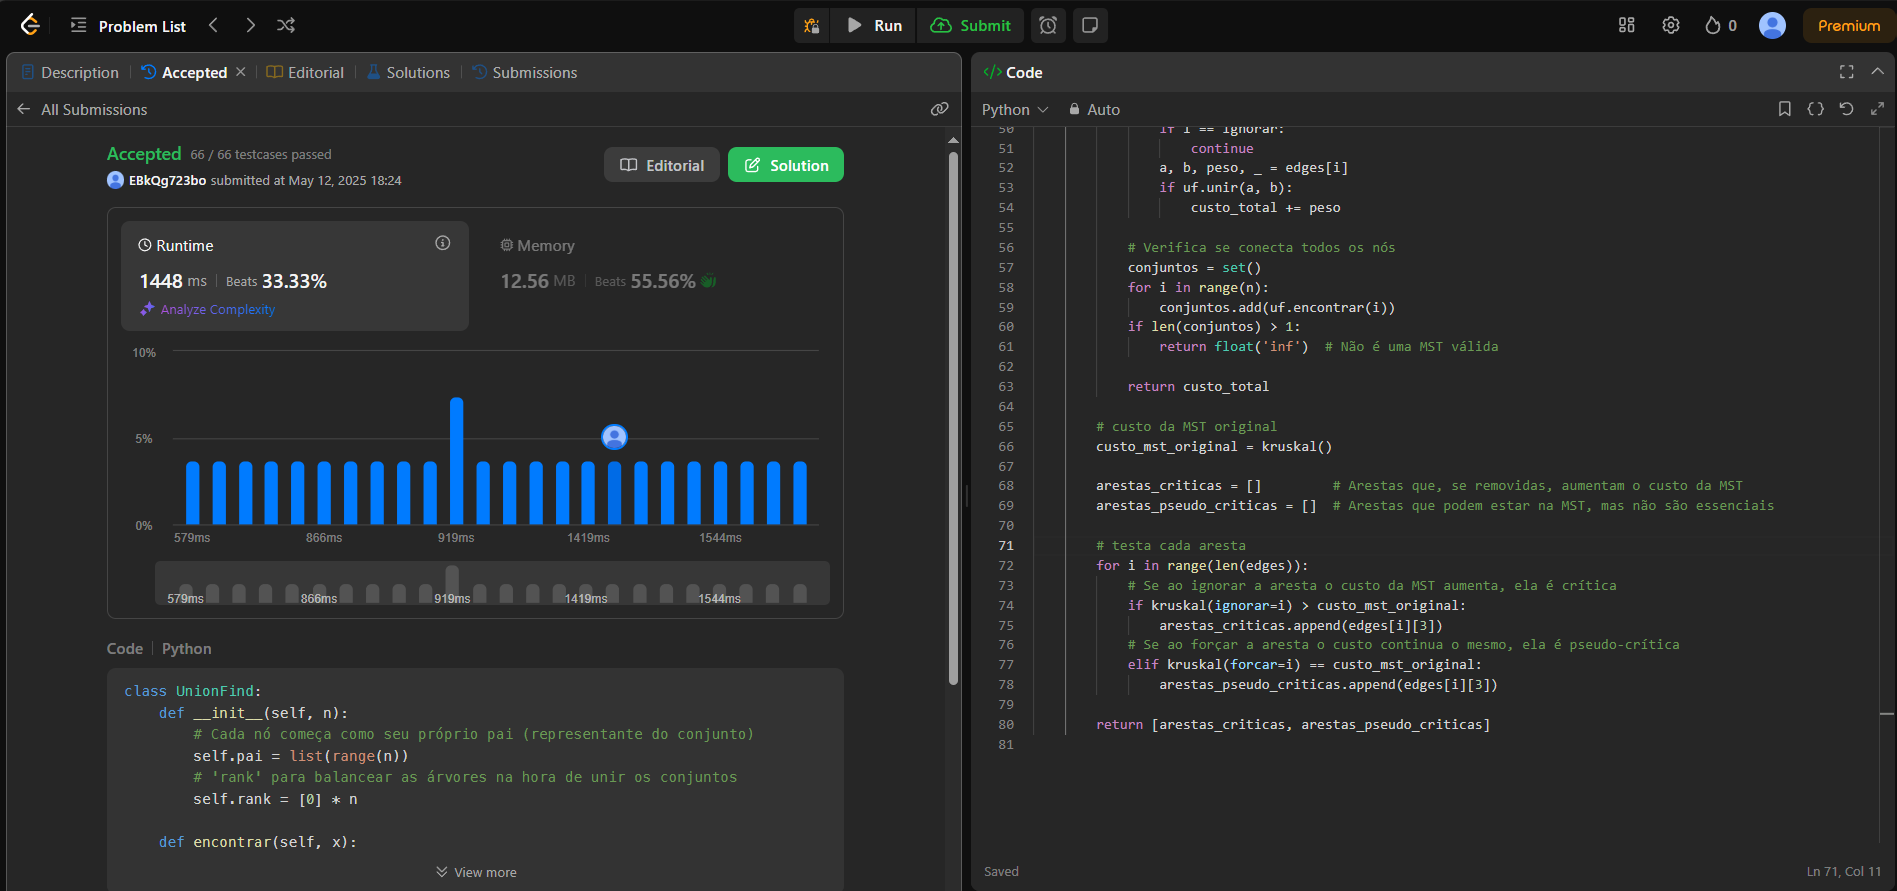 Problem List
Run
Submit
0
Premium
Description
Accepted
Editorial
Solutions
Submissions
All Submissions
Accepted 66 / 66 testcases passed
EBkQg723bo submitted at May 12, 2025 18:24
Editorial
Solution
Runtime
1448 ms Beats 33.33%
Analyze Complexity
Memory
12.56 MB Beats 55.56%
10%
5%
0%
579ms 866ms 919ms 1419ms 1544ms
579ms 866ms 919ms 1419ms 1544ms
Code Python
class UnionFind:
def __init__(self, n):
# Cada nó começa como seu próprio pai (representante do conjunto)
self.pai = list(range(n))
# 'rank' para balancear as árvores na hora de unir os conjuntos
self.rank = [0] * n
def encontrar(self, x):
View more
</> Code
Python Auto
50 if i == ignorar:
51 continue
52 a, b, peso, _ = edges[i]
53 if uf.unir(a, b):
54 custo_total += peso
55
56 # Verifica se conecta todos os nós
57 conjuntos = set()
58 for i in range(n):
59 conjuntos.add(uf.encontrar(i))
60 if len(conjuntos) > 1:
61 return float('inf')  # Não é uma MST válida
62
63 return custo_total
64
65 # custo da MST original
66 custo_mst_original = kruskal()
67
68 arestas_criticas = []         # Arestas que, se removidas, aumentam o custo da MST
69 arestas_pseudo_criticas = []  # Arestas que podem estar na MST, mas não são essenciais
70
71 # testa cada aresta
72 for i in range(len(edges)):
73 # Se ao ignorar a aresta o custo da MST aumenta, ela é crítica
74 if kruskal(ignorar=i) > custo_mst_original:
75 arestas_criticas.append(edges[i][3])
76 # Se ao forçar a aresta o custo continua o mesmo, ela é pseudo-crítica
77 elif kruskal(forcar=i) == custo_mst_original:
78 arestas_pseudo_criticas.append(edges[i][3])
79
80 return [arestas_criticas, arestas_pseudo_criticas]
81
Saved
Ln 71, Col 11